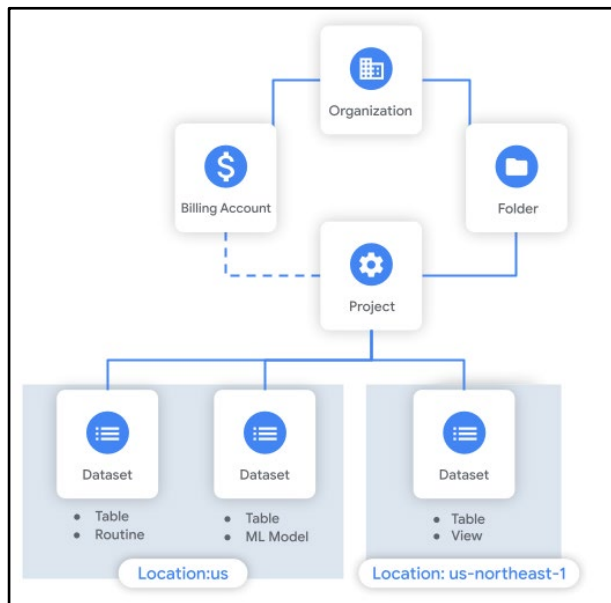 Organization
Billing Account
Folder
Project
Dataset
Dataset
Dataset
• Table
• Routine
• Table
• ML Model
• Table
• View
Location:us
Location: us-northeast-1